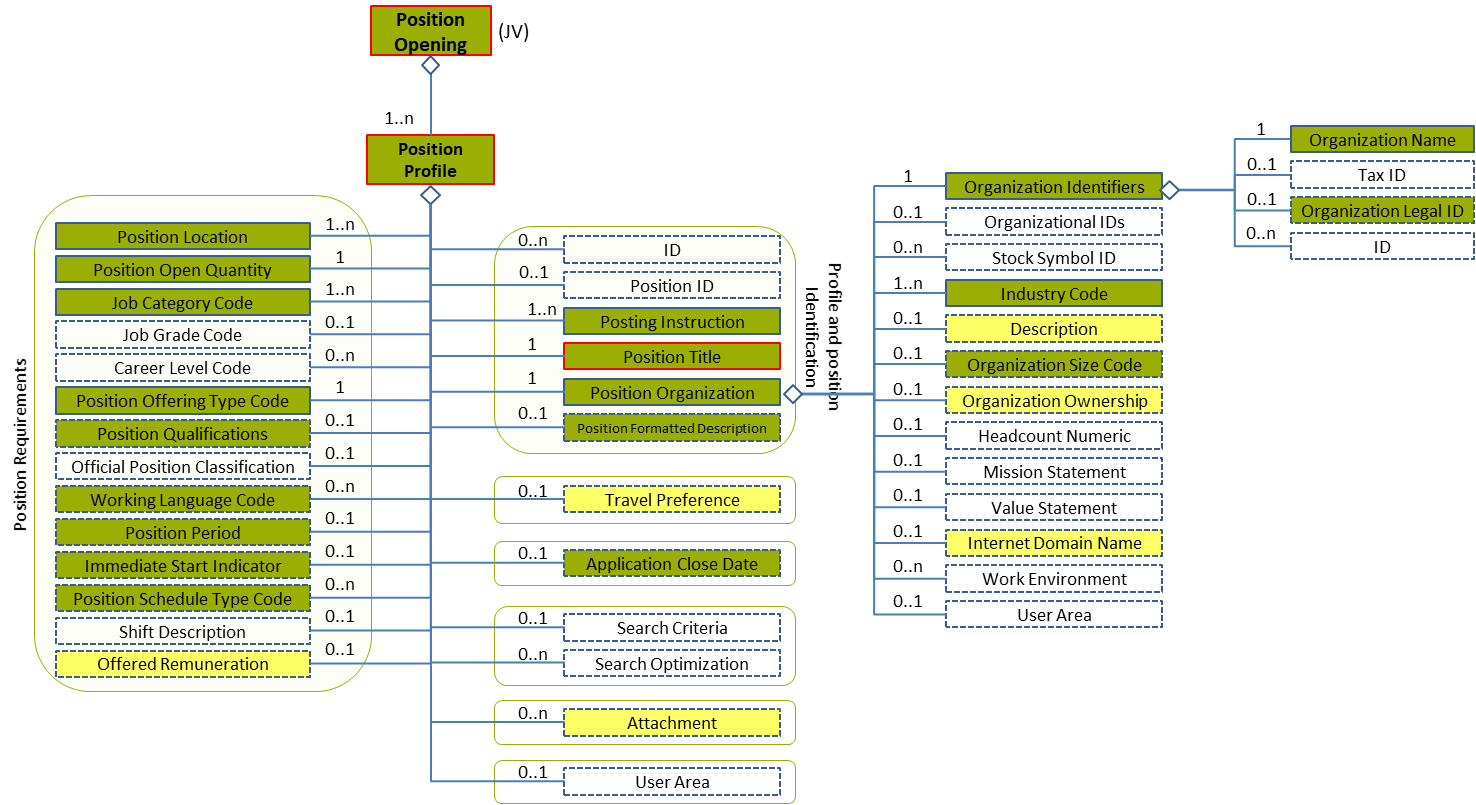 Position
Opening
(JV)
1..n
Position
Profile
Position Requirements
Position Location
1..n
Position Open Quantity
1
Job Category Code
1..n
Job Grade Code
0..1
Career Level Code
0..n
Position Offering Type Code
1
Position Qualifications
0..1
Official Position Classification
0..1
Working Language Code
0..n
Position Period
0..1
Immediate Start Indicator
0..1
Position Schedule Type Code
0..n
Shift Description
0..1
Offered Remuneration
0..1
0..n
ID
0..1
Position ID
1..n
Posting Instruction
1
Position Title
1
Position Organization
0..1
Position Formatted Description
Profile and position
Identification
0..1
Travel Preference
0..1
Application Close Date
0..1
Search Criteria
0..n
Search Optimization
0..n
Attachment
0..1
User Area
1
Organization Identifiers
0..1
Organizational IDs
0..n
Stock Symbol ID
1..n
Industry Code
0..1
Description
0..1
Organization Size Code
0..1
Organization Ownership
0..1
Headcount Numeric
0..1
Mission Statement
0..1
Value Statement
0..1
Internet Domain Name
0..n
Work Environment
0..1
User Area
1
Organization Name
0..1
Tax ID
0..1
Organization Legal ID
0..n
ID